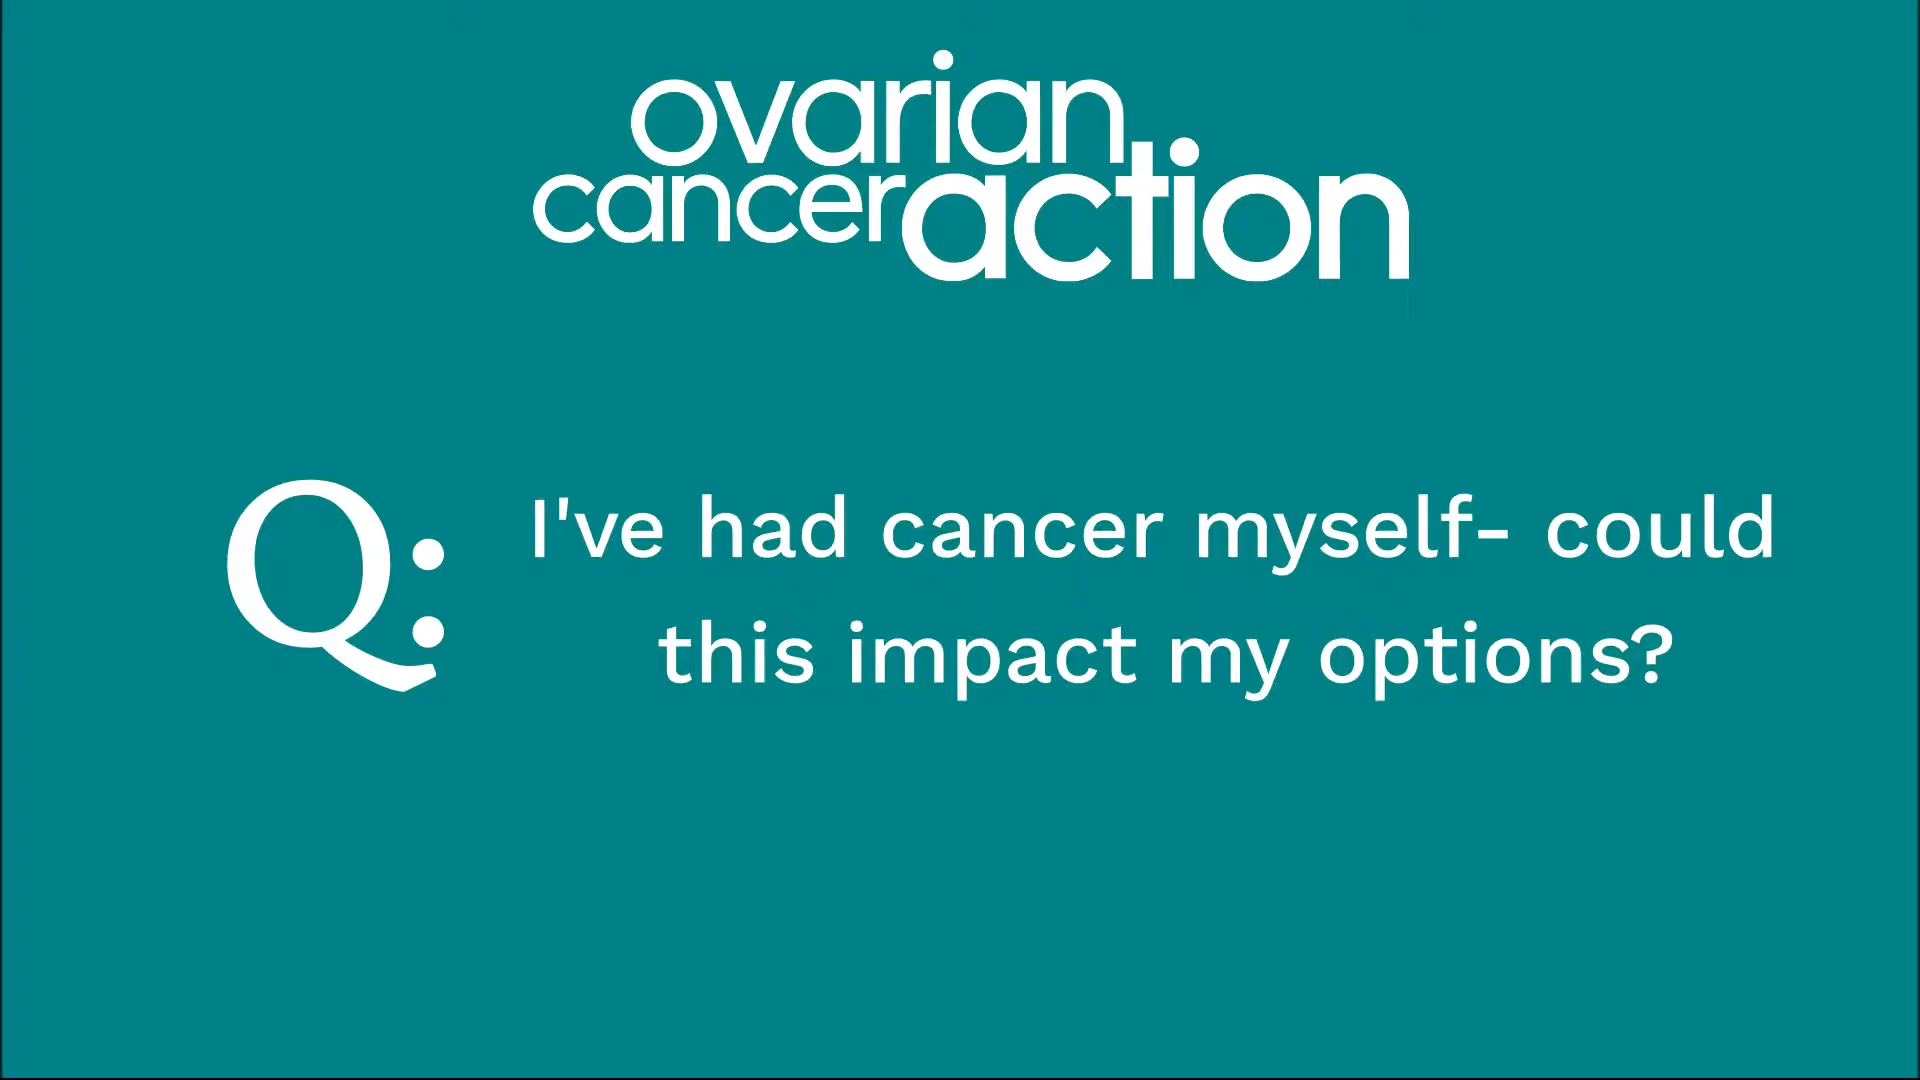 ovarian
canceraction
Q: I've had cancer myself- could
this impact my options?